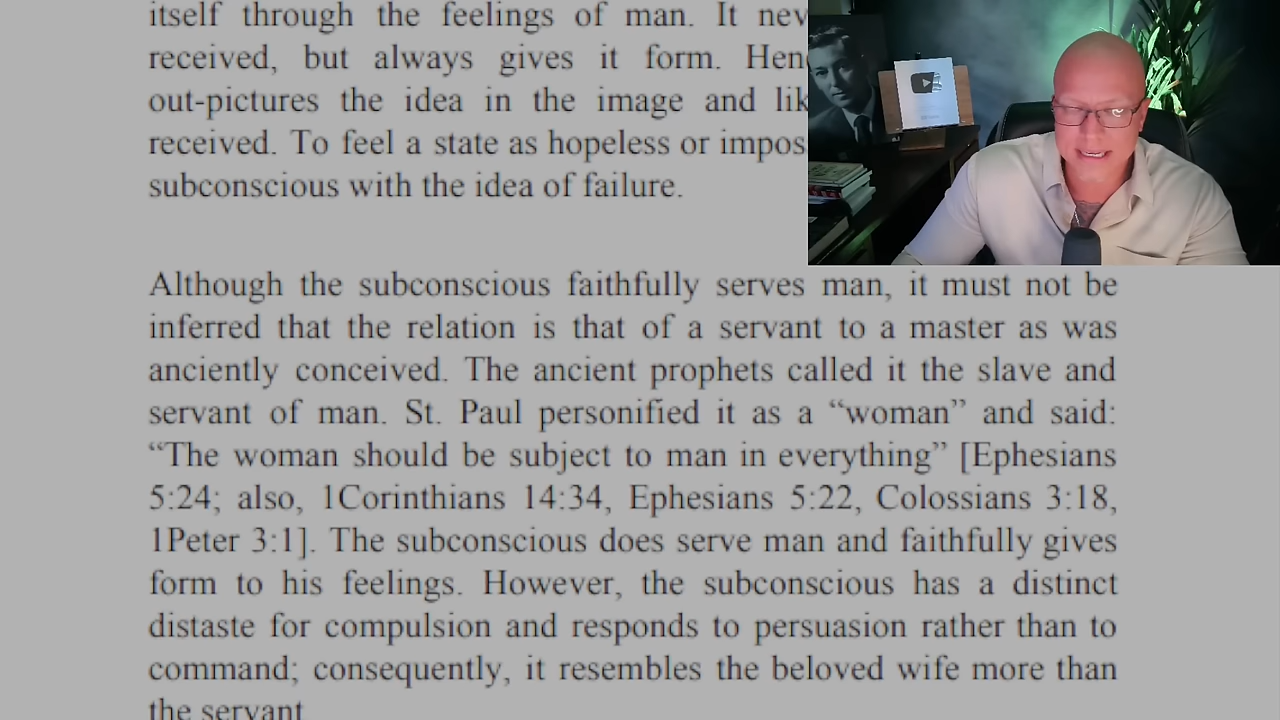 itself through the feelings of man. It
received, but always gives it form.
out-pictures the idea in the image and
received. To feel a state as hopeless or
subconscious with the idea of failure.
Although the subconscious faithfully serves man, it must not be
inferred that the relation is that of a servant to a master as was
anciently conceived. The ancient prophets called it the slave and
servant of man. St. Paul personified it as a “woman” and said:
“The woman should be subject to man in everything” [Ephesians
5:24; also, 1Corinthians 14:34, Ephesians 5:22, Colossians 3:18,
1Peter 3:1]. The subconscious does serve man and faithfully gives
form to his feelings. However, the subconscious has a distinct
distaste for compulsion and responds to persuasion rather than to
command; consequently, it resembles the beloved wife more than
the servant